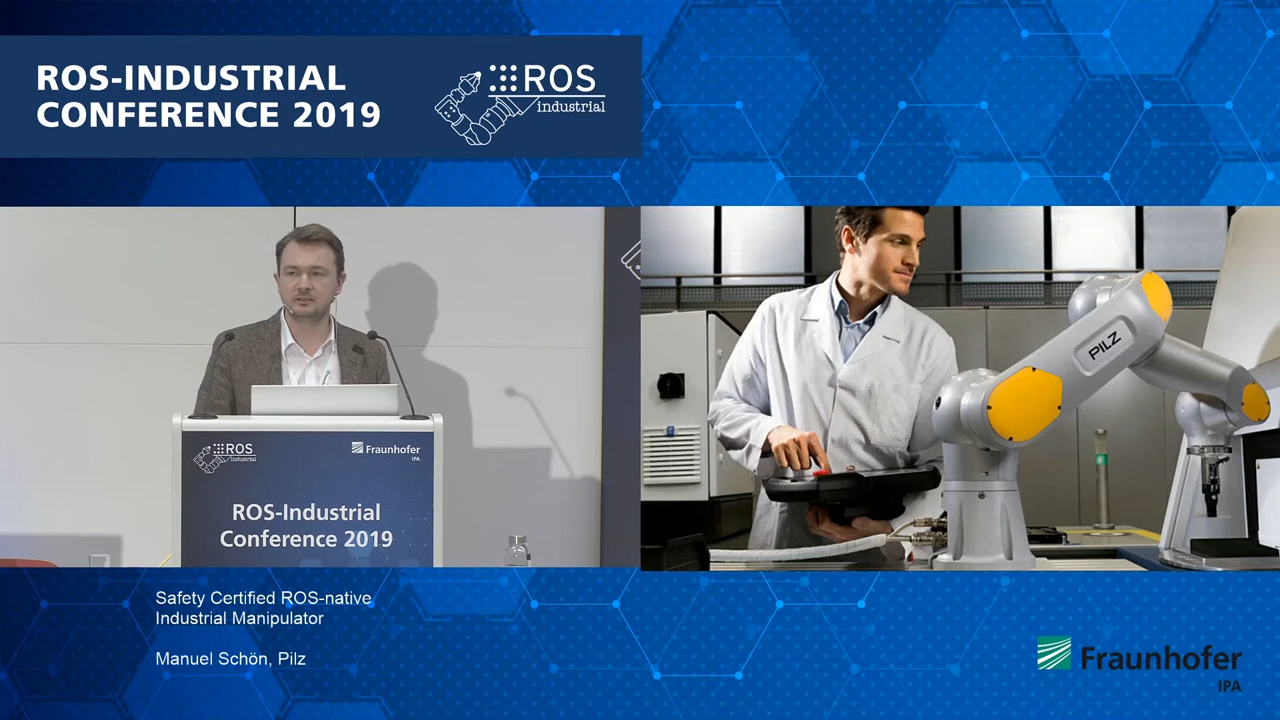 ROS-INDUSTRIAL
CONFERENCE 2019
ROS
industrial
PILZ
ROS
industrial
Fraunhofer
IPA
ROS-Industrial
Conference 2019
Safety Certified ROS-native
Industrial Manipulator
Manuel Schön, Pilz
Fraunhofer
IPA